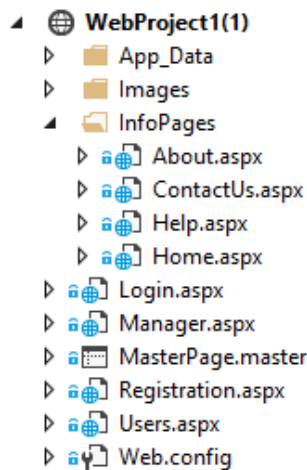 WebProject1(1)
App_Data
Images
InfoPages
About.aspx
ContactUs.aspx
Help.aspx
Home.aspx
Login.aspx
Manager.aspx
MasterPage.master
Registration.aspx
Users.aspx
Web.config